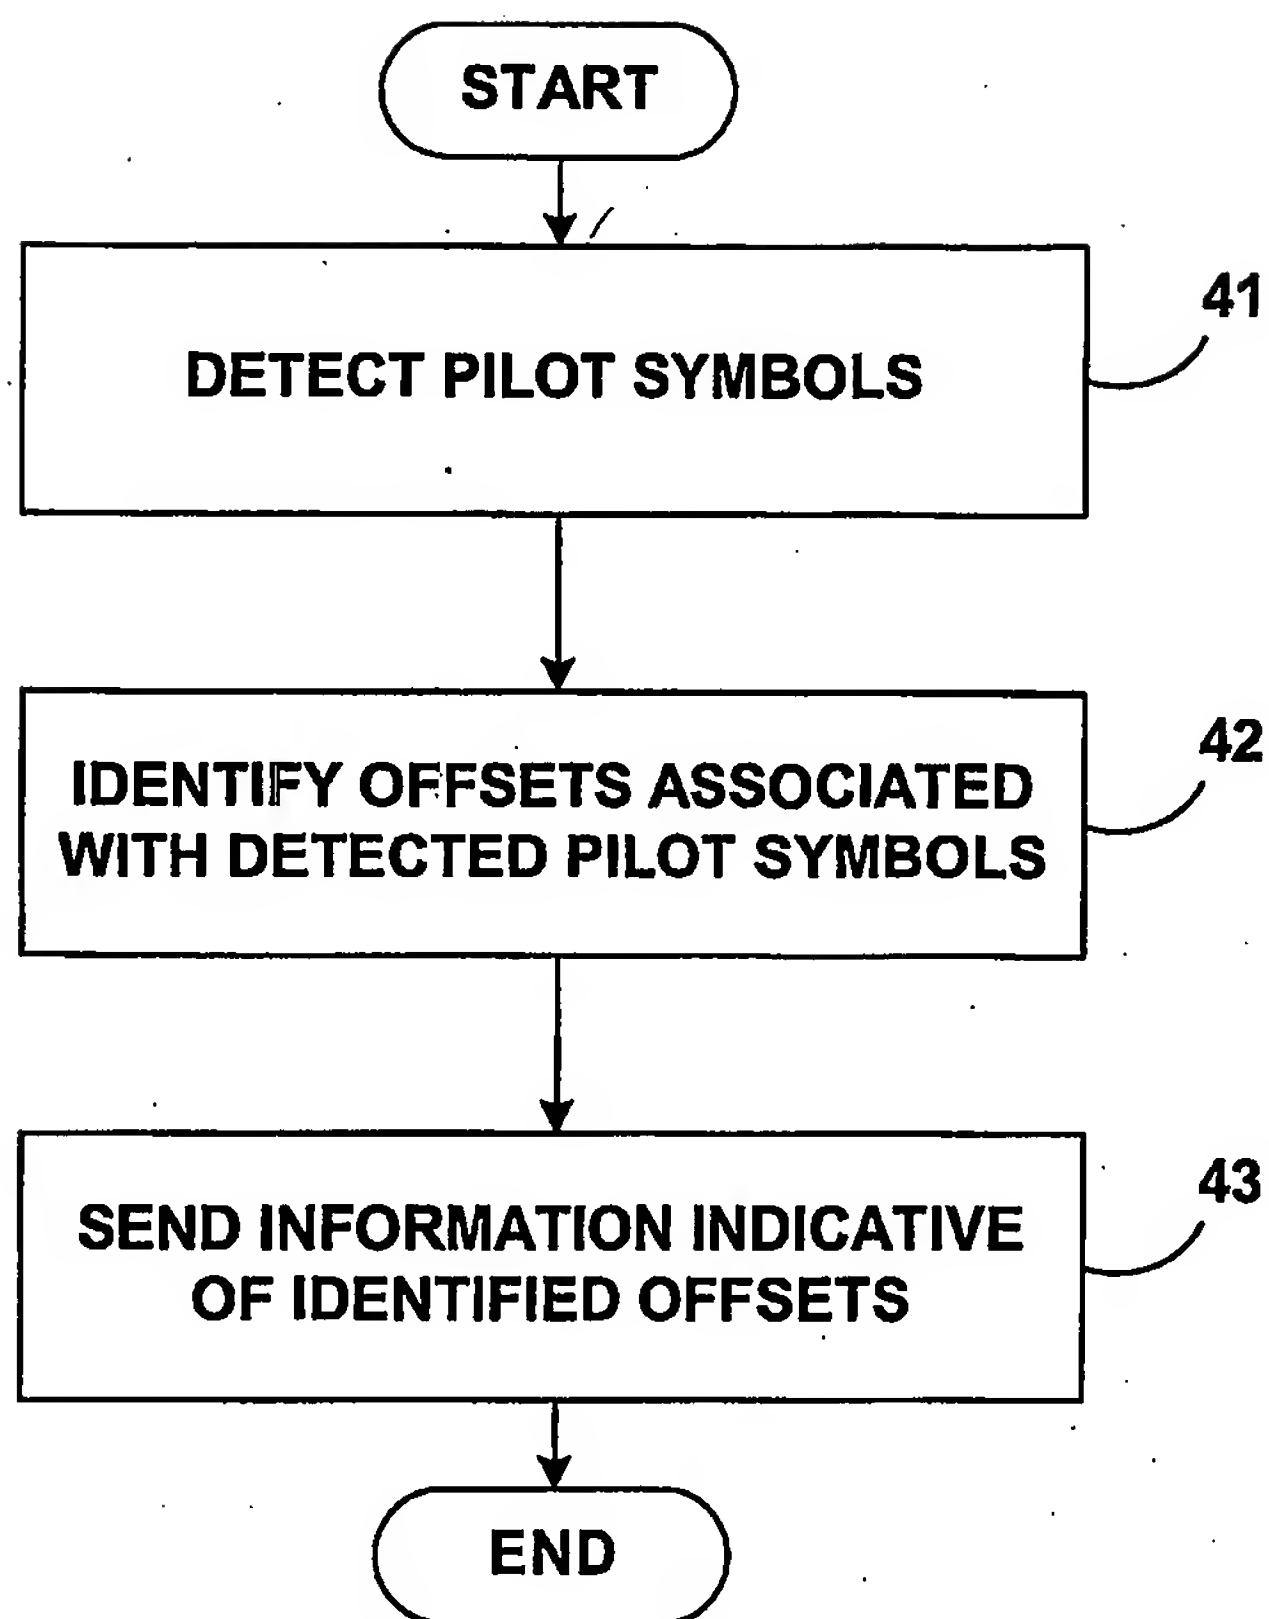 START
41
DETECT PILOT SYMBOLS
42
IDENTIFY OFFSETS ASSOCIATED
WITH DETECTED PILOT SYMBOLS
43
SEND INFORMATION INDICATIVE
OF IDENTIFIED OFFSETS
END